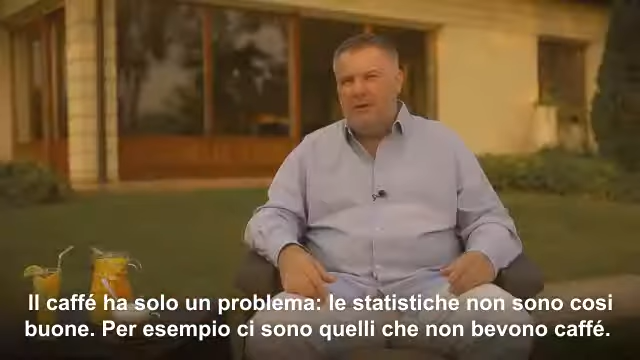 Il caffé ha solo un problema: le statistiche non sono cosi
buone. Per esempio ci sono quelli che non bevono caffé.